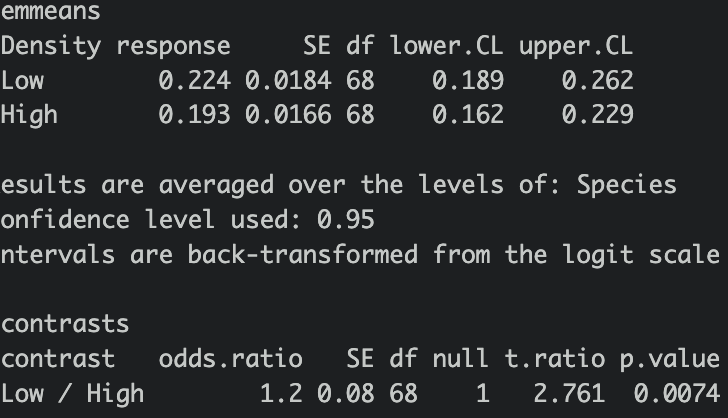 emmeans
Density response SE df lower.CL upper.CL
Low 0.224 0.0184 68 0.189 0.262
High 0.193 0.0166 68 0.162 0.229
esults are averaged over the levels of: Species
onfidence level used: 0.95
ntervals are back-transformed from the logit scale
contrasts
contrast odds.ratio SE df null t.ratio p.value
Low / High 1.2 0.08 68 1 2.761 0.0074